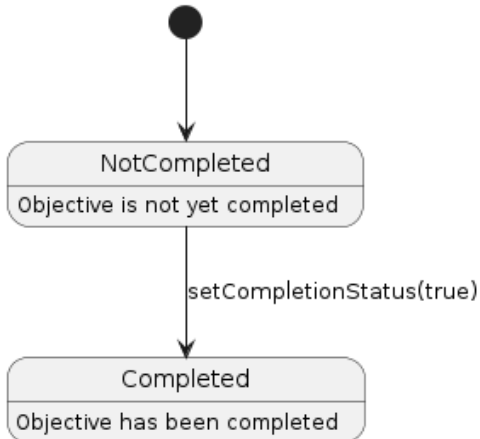 NotCompleted
Objective is not yet completed
setCompletionStatus(true)
Completed
Objective has been completed